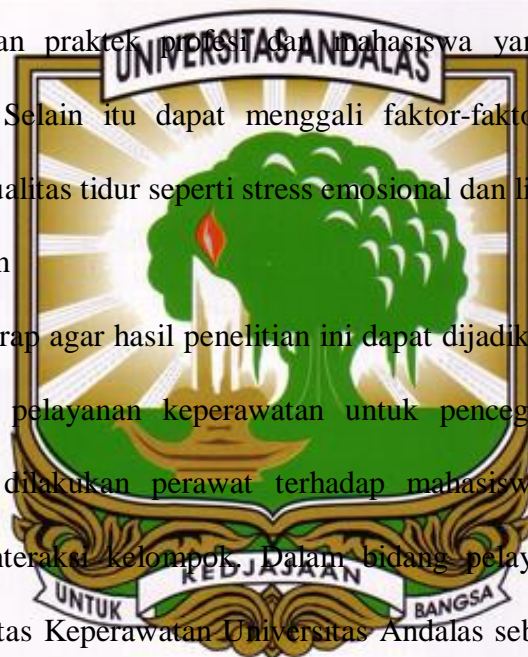 an praktek profesi dan mahasiswa yan
UNIVERSITAS ANDALAS
Selain itu dapat menggali faktor-fakto
ualitas tidur seperti stress emosional dan li
n
rap agar hasil penelitian ini dapat dijadik
pelayanan keperawatan untuk penceg
dilakukan perawat terhadap mahasisw
nteraksi kelompok. Dalam bidang pelay
KEDJAJAAN
UNTUK BANGSA
tas Keperawatan Universitas Andalas seb